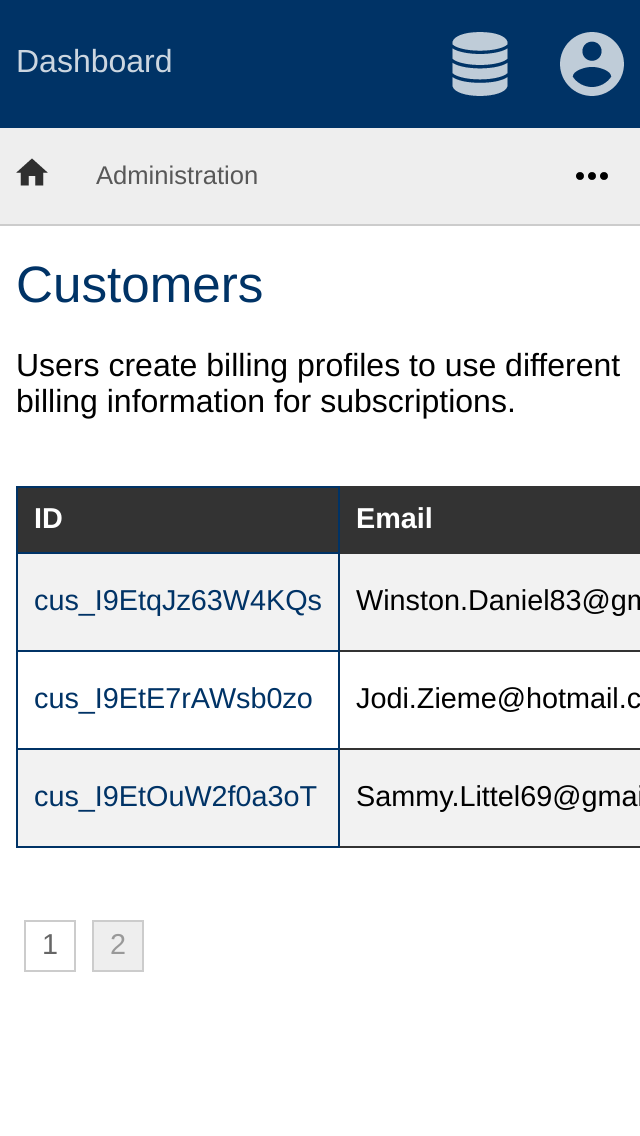 Dashboard
Administration
Customers
Users create billing profiles to use different
billing information for subscriptions.
ID Email
cus_I9EtqJz63W4KQs Winston.Daniel83@gm
cus_I9EtE7rAWsb0zo Jodi.Zieme@hotmail.c
cus_I9EtOuW2f0a3oT Sammy.Littel69@gmai
1 2